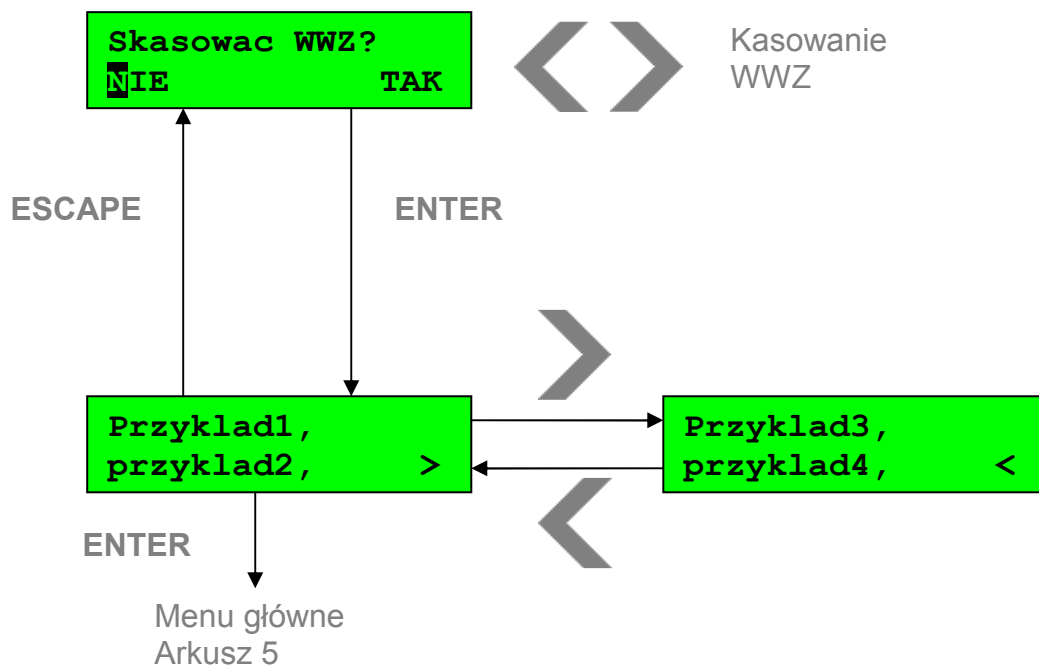 Skasowac WWZ?
NIE TAK
Kasowanie
WWZ
ESCAPE
ENTER
Przyklad1,
przyklad2, >
Przyklad3,
przyklad4, <
ENTER
Menu główne
Arkusz 5